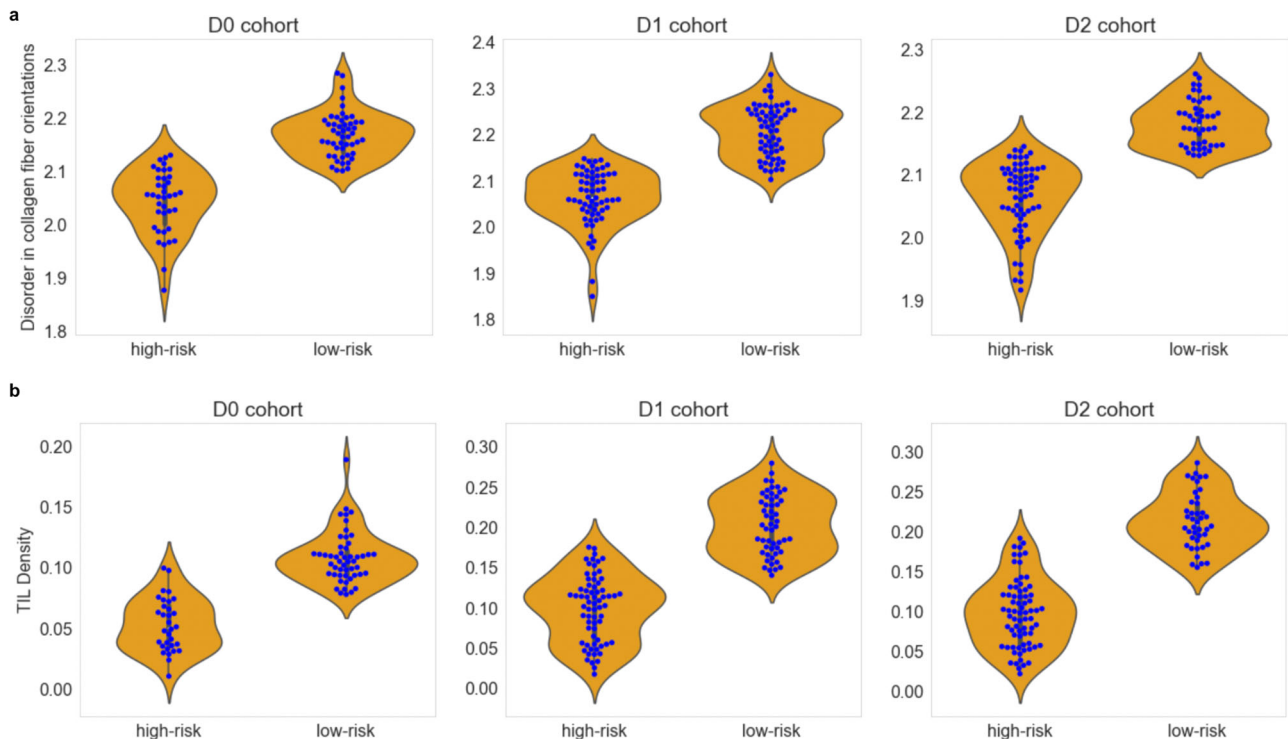 a
D0 cohort
D1 cohort
D2 cohort
Disorder in collagen fiber orientations
2.3
2.2
2.1
2.0
1.9
1.8
2.4
2.3
2.2
2.1
2.0
1.9
1.8
2.3
2.2
2.1
2.0
1.9
high-risk
low-risk
high-risk
low-risk
high-risk
low-risk
b
D0 cohort
D1 cohort
D2 cohort
TIL Density
0.20
0.15
0.10
0.05
0.00
0.30
0.25
0.20
0.15
0.10
0.05
0.00
0.30
0.25
0.20
0.15
0.10
0.05
0.00
high-risk
low-risk
high-risk
low-risk
high-risk
low-risk